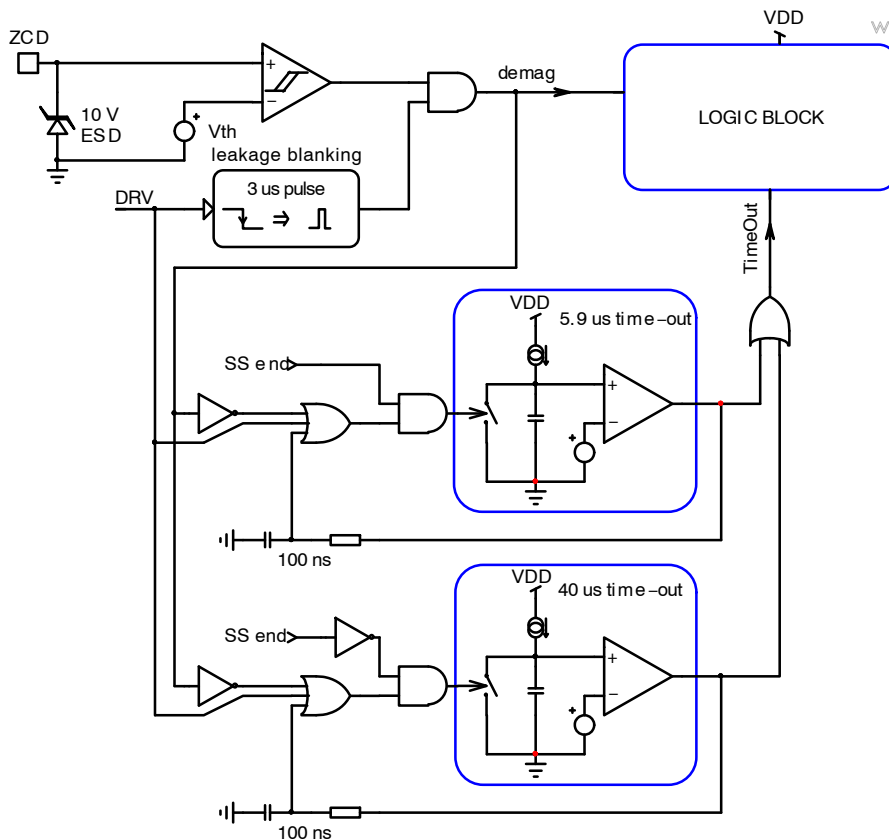 VDD
W
ZCD
+
−
demag
10 V
ESD
+
Vth
LOGIC BLOCK
leakage blanking
3 us pulse
⇒
DRV
TimeOut
VDD
5.9 us time−out
SS end
+
−
+
100 ns
VDD
40 us time−out
SS end
+
−
+
100 ns